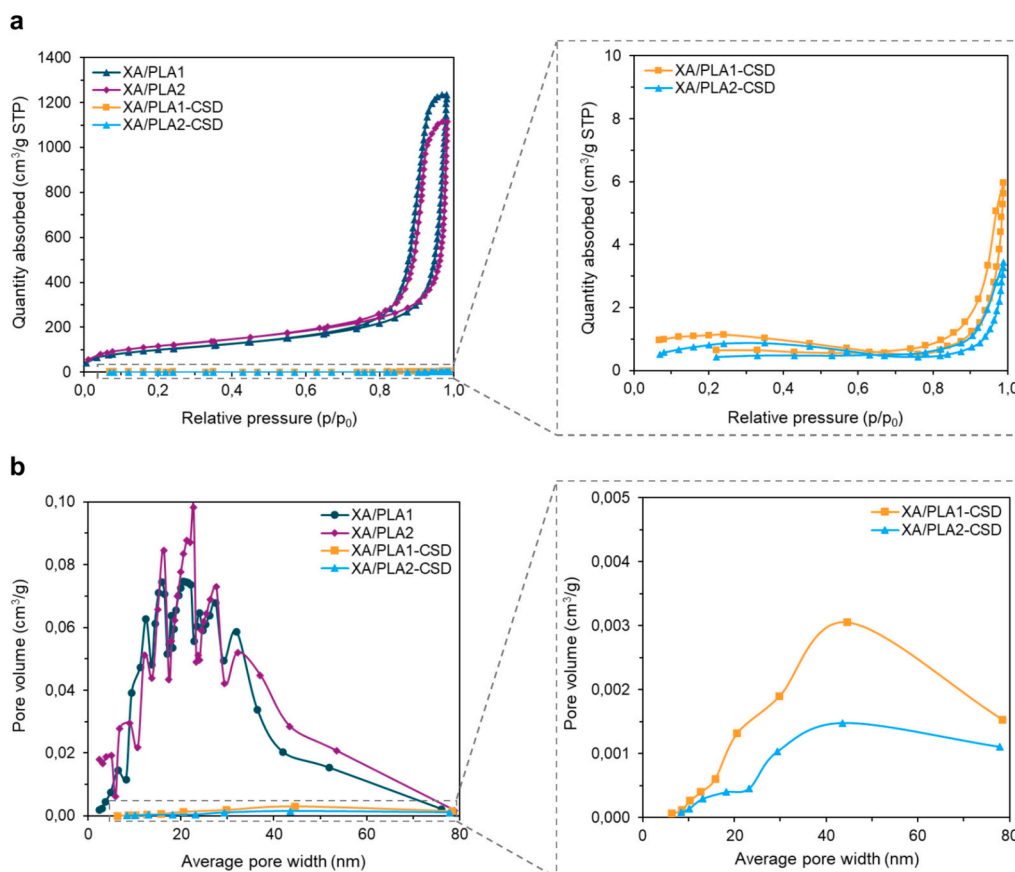 a
1400
1200
1000
800
600
400
200
0
Quantity absorbed (cm³/g STP)
XA/PLA1
XA/PLA2
XA/PLA1-CSD
XA/PLA2-CSD
0,0 0,2 0,4 0,6 0,8 1,0
Relative pressure (p/p₀)
10
8
6
4
2
0
Quantity absorbed (cm³/g STP)
XA/PLA1-CSD
XA/PLA2-CSD
0,0 0,2 0,4 0,6 0,8 1,0
Relative pressure (p/p₀)
b
0,10
0,08
0,06
0,04
0,02
0,00
Pore volume (cm³/g)
XA/PLA1
XA/PLA2
XA/PLA1-CSD
XA/PLA2-CSD
0 10 20 30 40 50 60 70 80
Average pore width (nm)
0,005
0,004
0,003
0,002
0,001
0,000
Pore volume (cm³/g)
XA/PLA1-CSD
XA/PLA2-CSD
0 20 40 60 80
Average pore width (nm)